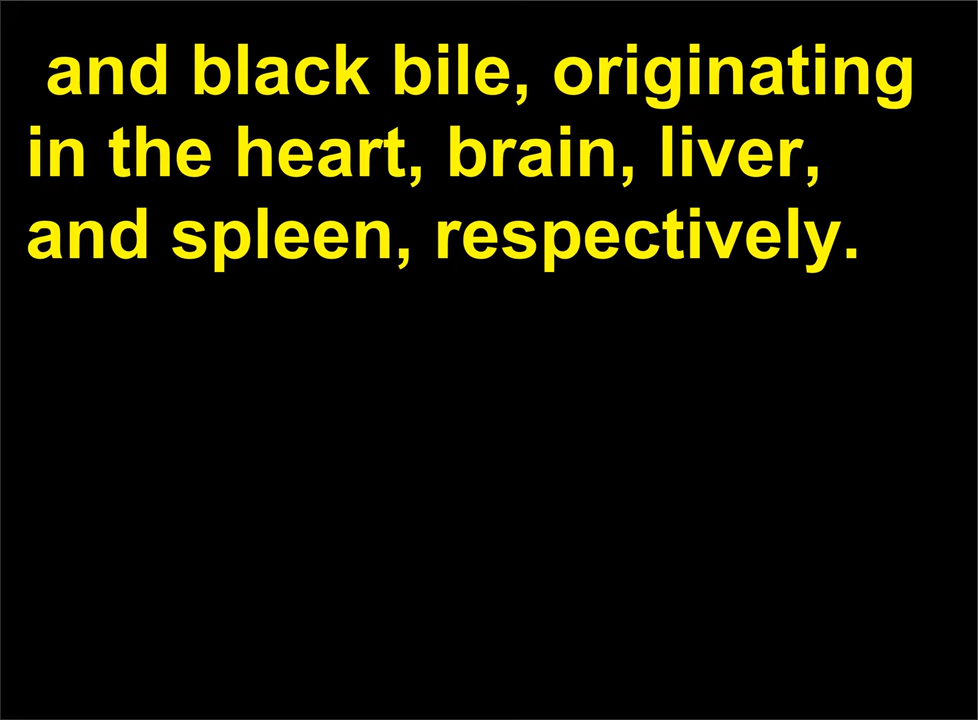 and black bile, originating
in the heart, brain, liver,
and spleen, respectively.